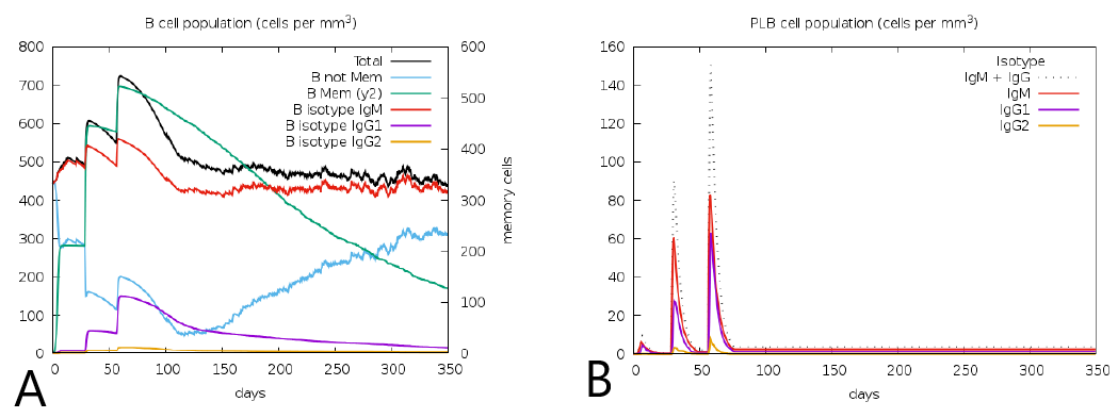 B cell population (cells per mm³)
800
700
600
500
400
300
200
100
0
600
500
400
300
200
100
0
Total
B not Mem
B Mem (y2)
B isotype IgM
B isotype IgG1
B isotype IgG2
memory cells
0 50 100 150 200 250 300 350
days
A
PLB cell population (cells per mm³)
160
140
120
100
80
60
40
20
0
Isotype
IgM + IgG
IgM
IgG1
IgG2
0 50 100 150 200 250 300 350
days
B